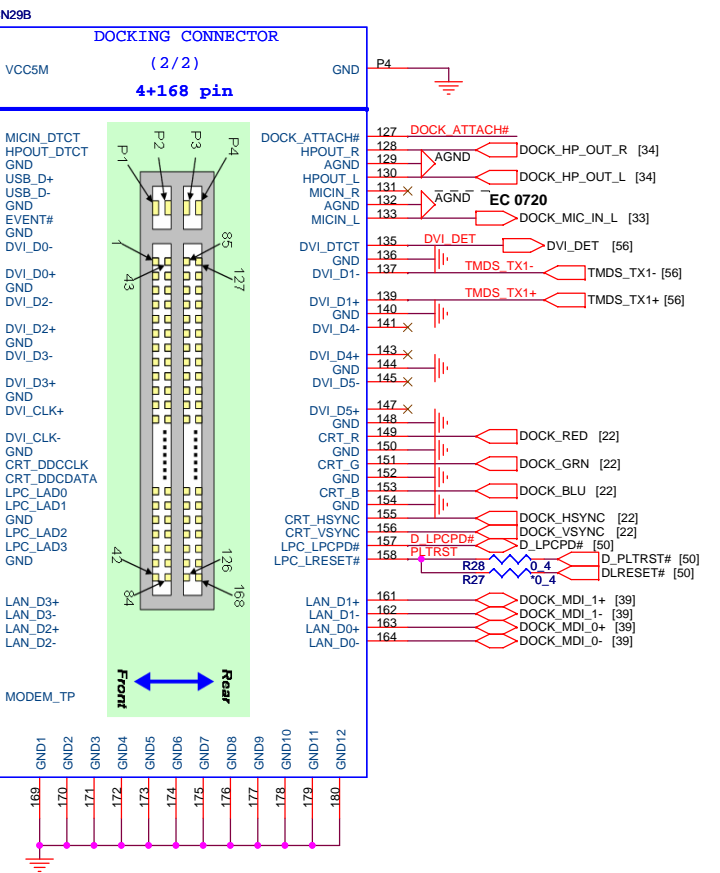 N29B
DOCKING CONNECTOR
(2/2)
4+168 pin
VCC5M
GND P4
MICIN_DTCT
HPOUT_DTCT
GND
USB_D+
USB_D-
GND
EVENT#
GND
DVI_D0-
DVI_D0+
GND
DVI_D2-
DVI_D2+
GND
DVI_D3-
DVI_D3+
GND
DVI_CLK+
DVI_CLK-
GND
CRT_DDCCLK
CRT_DDCDATA
LPC_LAD0
LPC_LAD1
GND
LPC_LAD2
LPC_LAD3
GND
LAN_D3+
LAN_D3-
LAN_D2+
LAN_D2-
MODEM_TP
P1 P2 P3 P4
1 43 85 127
42 84 126 168
Front Rear
DOCK_ATTACH# 127 DOCK_ATTACH#
HPOUT_R 128 DOCK_HP_OUT_R [34]
AGND 129 AGND
HPOUT_L 130 DOCK_HP_OUT_L [34]
MICIN_R 131
AGND 132 AGND EC 0720
MICIN_L 133 DOCK_MIC_IN_L [33]
DVI_DTCT 135 DVI_DET DVI_DET [56]
GND 136
DVI_D1- 137 TMDS_TX1- TMDS_TX1- [56]
DVI_D1+ 139 TMDS_TX1+ TMDS_TX1+ [56]
GND 140
DVI_D4- 141
DVI_D4+ 143
GND 144
DVI_D5- 145
DVI_D5+ 147
GND 148
CRT_R 149 DOCK_RED [22]
GND 150
CRT_G 151 DOCK_GRN [22]
GND 152
CRT_B 153 DOCK_BLU [22]
GND 154
CRT_HSYNC 155 DOCK_HSYNC [22]
CRT_VSYNC 156 DOCK_VSYNC [22]
LPC_LPCPD# 157 D_LPCPD# D_LPCPD# [50]
LPC_LRESET# 158 PLTRST
R28 0_4 D_PLTRST# [50]
R27 *0_4 DLRESET# [50]
LAN_D1+ 161 DOCK_MDI_1+ [39]
LAN_D1- 162 DOCK_MDI_1- [39]
LAN_D0+ 163 DOCK_MDI_0+ [39]
LAN_D0- 164 DOCK_MDI_0- [39]
GND1 GND2 GND3 GND4 GND5 GND6 GND7 GND8 GND9 GND10 GND11 GND12
169 170 171 172 173 174 175 176 177 178 179 180